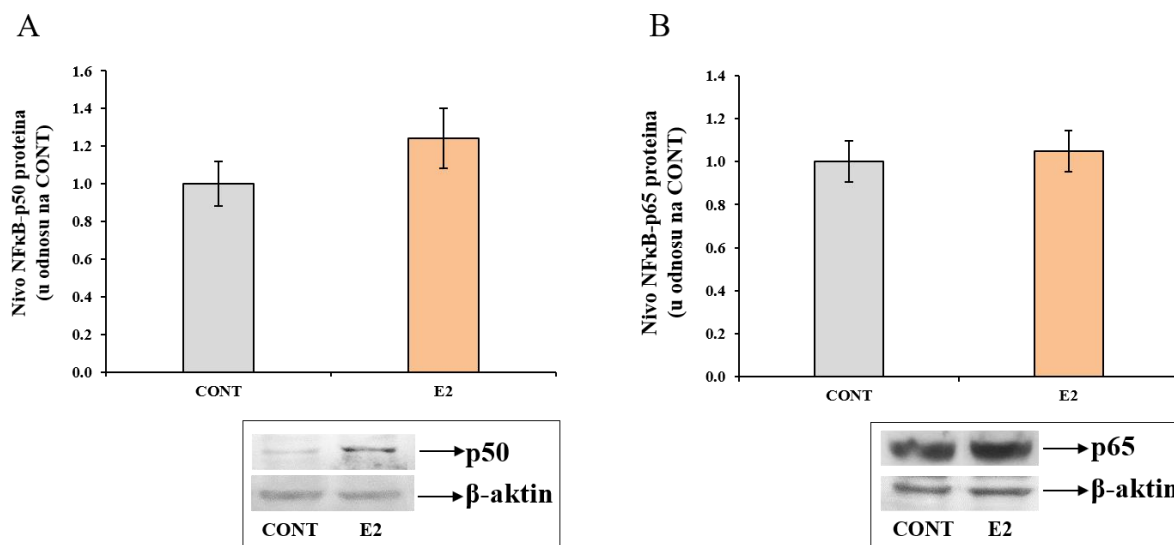 A
Nivo NFκB-p50 proteina
(u odnosu na CONT)
1.6
1.4
1.2
1.0
0.8
0.6
0.4
0.2
0.0
CONT
E2
p50
β-aktin
CONT
E2
B
Nivo NFκB-p65 proteina
(u odnosu na CONT)
1.4
1.2
1.0
0.8
0.6
0.4
0.2
0.0
CONT
E2
p65
β-aktin
CONT
E2